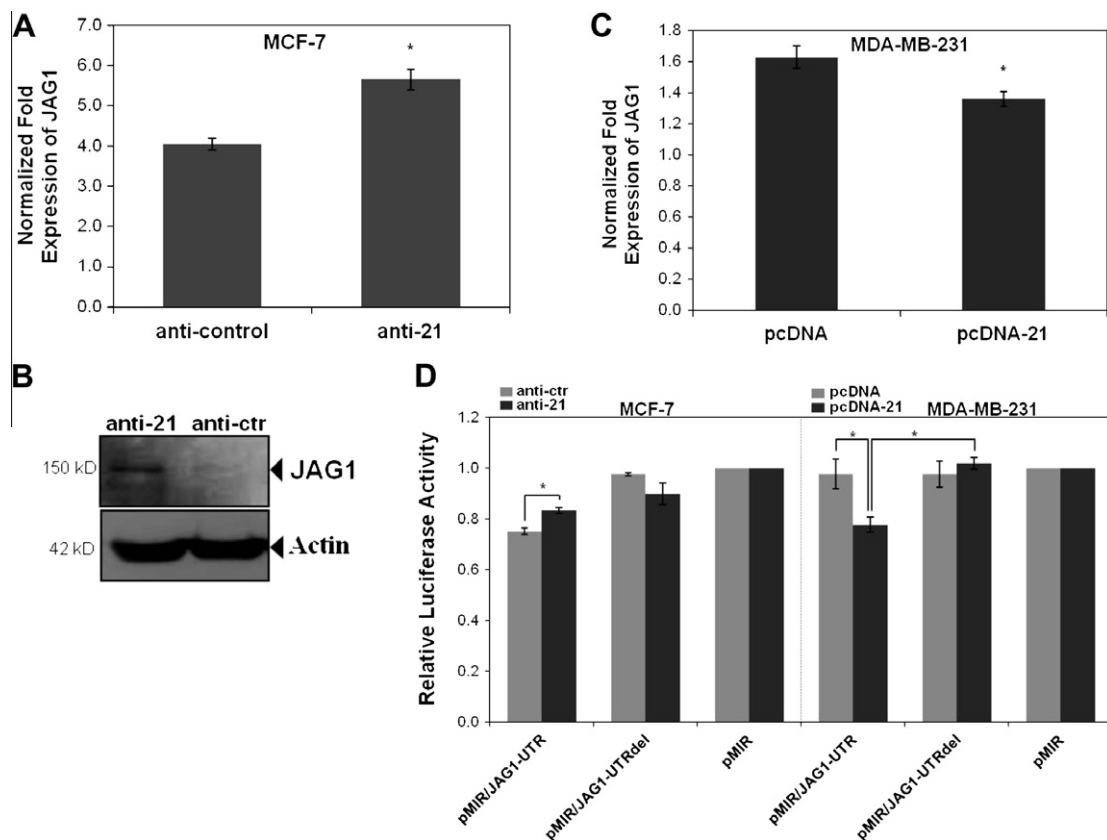 A
MCF-7
*
Normalized Fold
Expression of JAG1
7.0
6.0
5.0
4.0
3.0
2.0
1.0
0.0
anti-control
anti-21
C
MDA-MB-231
*
Normalized Fold
Expression of JAG1
1.8
1.6
1.4
1.2
1.0
0.8
0.6
0.4
0.2
0.0
pcDNA
pcDNA-21
B
anti-21 anti-ctr
150 kD
JAG1
42 kD
Actin
D
anti-ctr
anti-21
MCF-7
pcDNA
pcDNA-21
MDA-MB-231
*
*
*
Relative Luciferase Activity
1.2
1.0
0.8
0.6
0.4
0.2
0.0
pMIR/JAG1-UTR
pMIR/JAG1-UTRdel
pMIR
pMIR/JAG1-UTR
pMIR/JAG1-UTRdel
pMIR